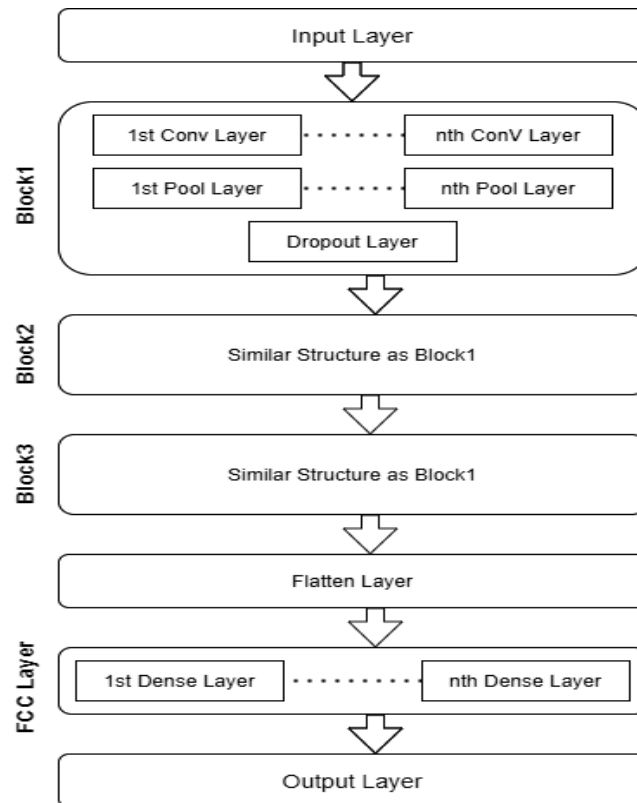 Input Layer
Block1
1st Conv Layer
nth ConV Layer
1st Pool Layer
nth Pool Layer
Dropout Layer
Block2
Similar Structure as Block1
Block3
Similar Structure as Block1
Flatten Layer
FCC Layer
1st Dense Layer
nth Dense Layer
Output Layer